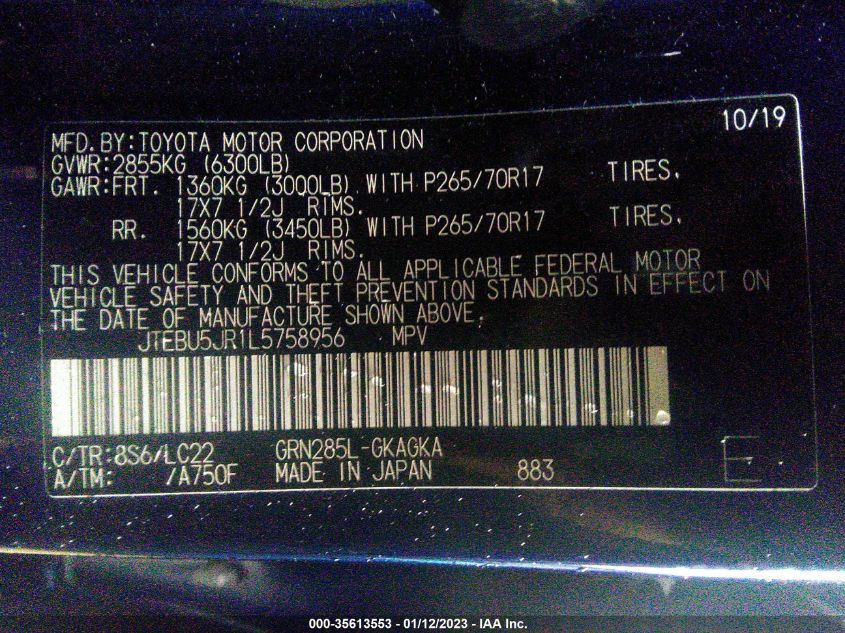 10/19
MFD.BY:TOYOTA MOTOR CORPORATION
GVWR:2855KG (6300LB)
GAWR:FRT. 1360KG (3000LB) WITH P265/70R17 TIRES.
17X7 1/2J RIMS.
RR. 1560KG (3450LB) WITH P265/70R17 TIRES.
17X7 1/2J RIMS.
THIS VEHICLE CONFORMS TO ALL APPLICABLE FEDERAL MOTOR
VEHICLE SAFETY AND THEFT PREVENTION STANDARDS IN EFFECT ON
THE DATE OF MANUFACTURE SHOWN ABOVE.
JTEBU5JR1L5758956 MPV
C/TR:8S6/LC22 GRN285L-GKAGKA
A/TM: /A750F MADE IN JAPAN 883 E
000-35613553 - 01/12/2023 - IAA Inc.